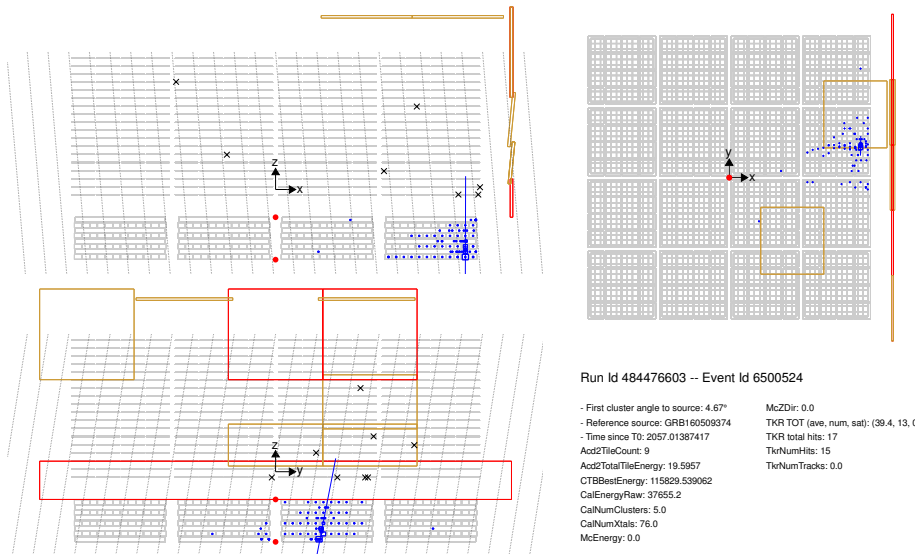 z
x
y
x
z
y
Run Id 484476603 -- Event Id 6500524
- First cluster angle to source: 4.67°
- Reference source: GRB160509374
- Time since T0: 2057.01387417
Acd2TileCount: 9
Acd2TotalTileEnergy: 19.5957
CTBBestEnergy: 115829.539062
CalEnergyRaw: 37655.2
CalNumClusters: 5.0
CalNumXtals: 76.0
McEnergy: 0.0
McZDir: 0.0
TKR TOT (ave, num, sat): (39.4, 13, 0
TKR total hits: 17
TkrNumHits: 15
TkrNumTracks: 0.0